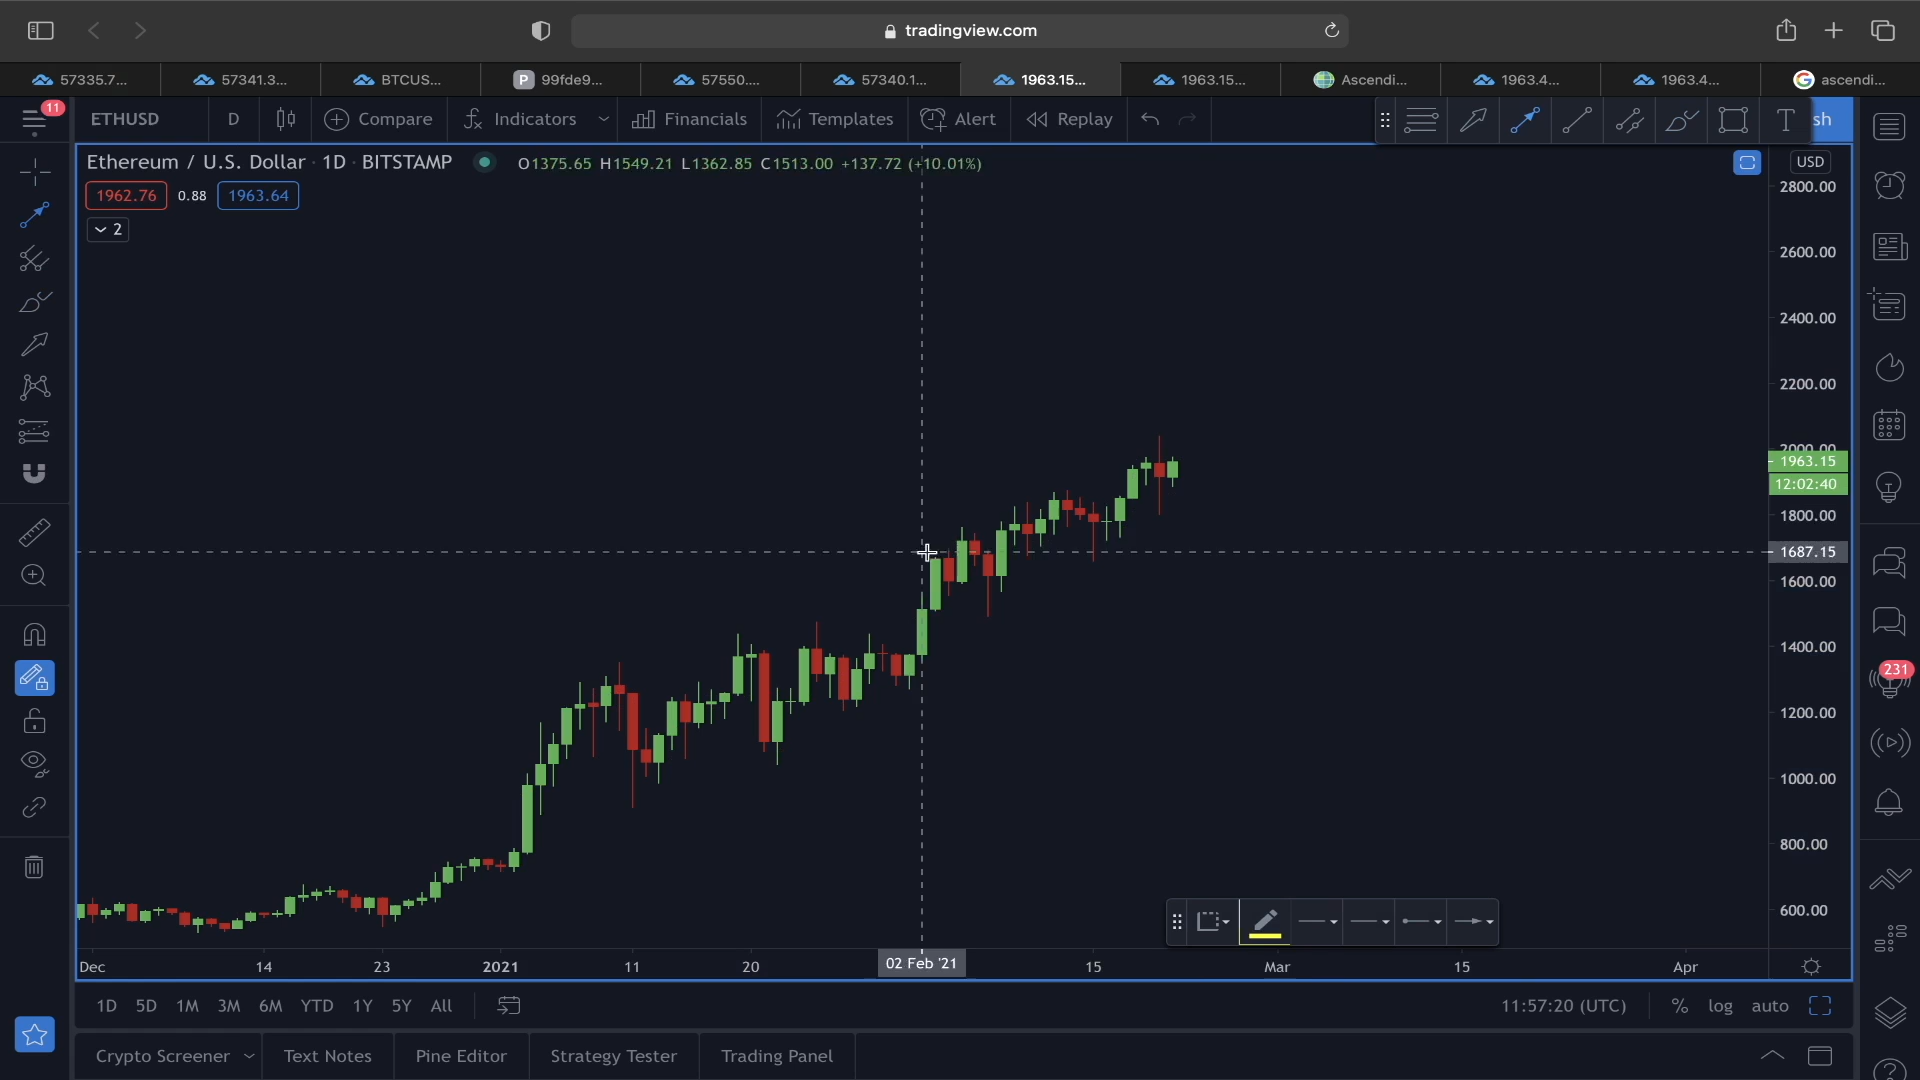 tradingview.com
57335.7...
57341.3...
BTCUS...
P 99fde9...
57550....
57340.1...
1963.15...
1963.15...
Ascendi...
1963.4...
1963.4...
G ascendi...
11
ETHUSD D Compare Indicators Financials Templates Alert Replay T sh
Ethereum / U.S. Dollar · 1D · BITSTAMP O1375.65 H1549.21 L1362.85 C1513.00 +137.72 (+10.01%)
USD
1962.76 0.88 1963.64
2
2800.00
2600.00
2400.00
2200.00
2000.00
1963.15
12:02:40
1800.00
1687.15
1600.00
1400.00
1200.00
1000.00
800.00
600.00
231
Dec 14 23 2021 11 20 02 Feb '21 15 Mar 15 Apr
1D 5D 1M 3M 6M YTD 1Y 5Y All 11:57:20 (UTC) % log auto
Crypto Screener Text Notes Pine Editor Strategy Tester Trading Panel